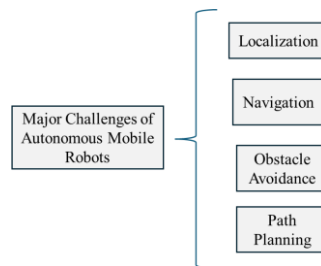 Major Challenges of
Autonomous Mobile
Robots
Localization
Navigation
Obstacle
Avoidance
Path
Planning